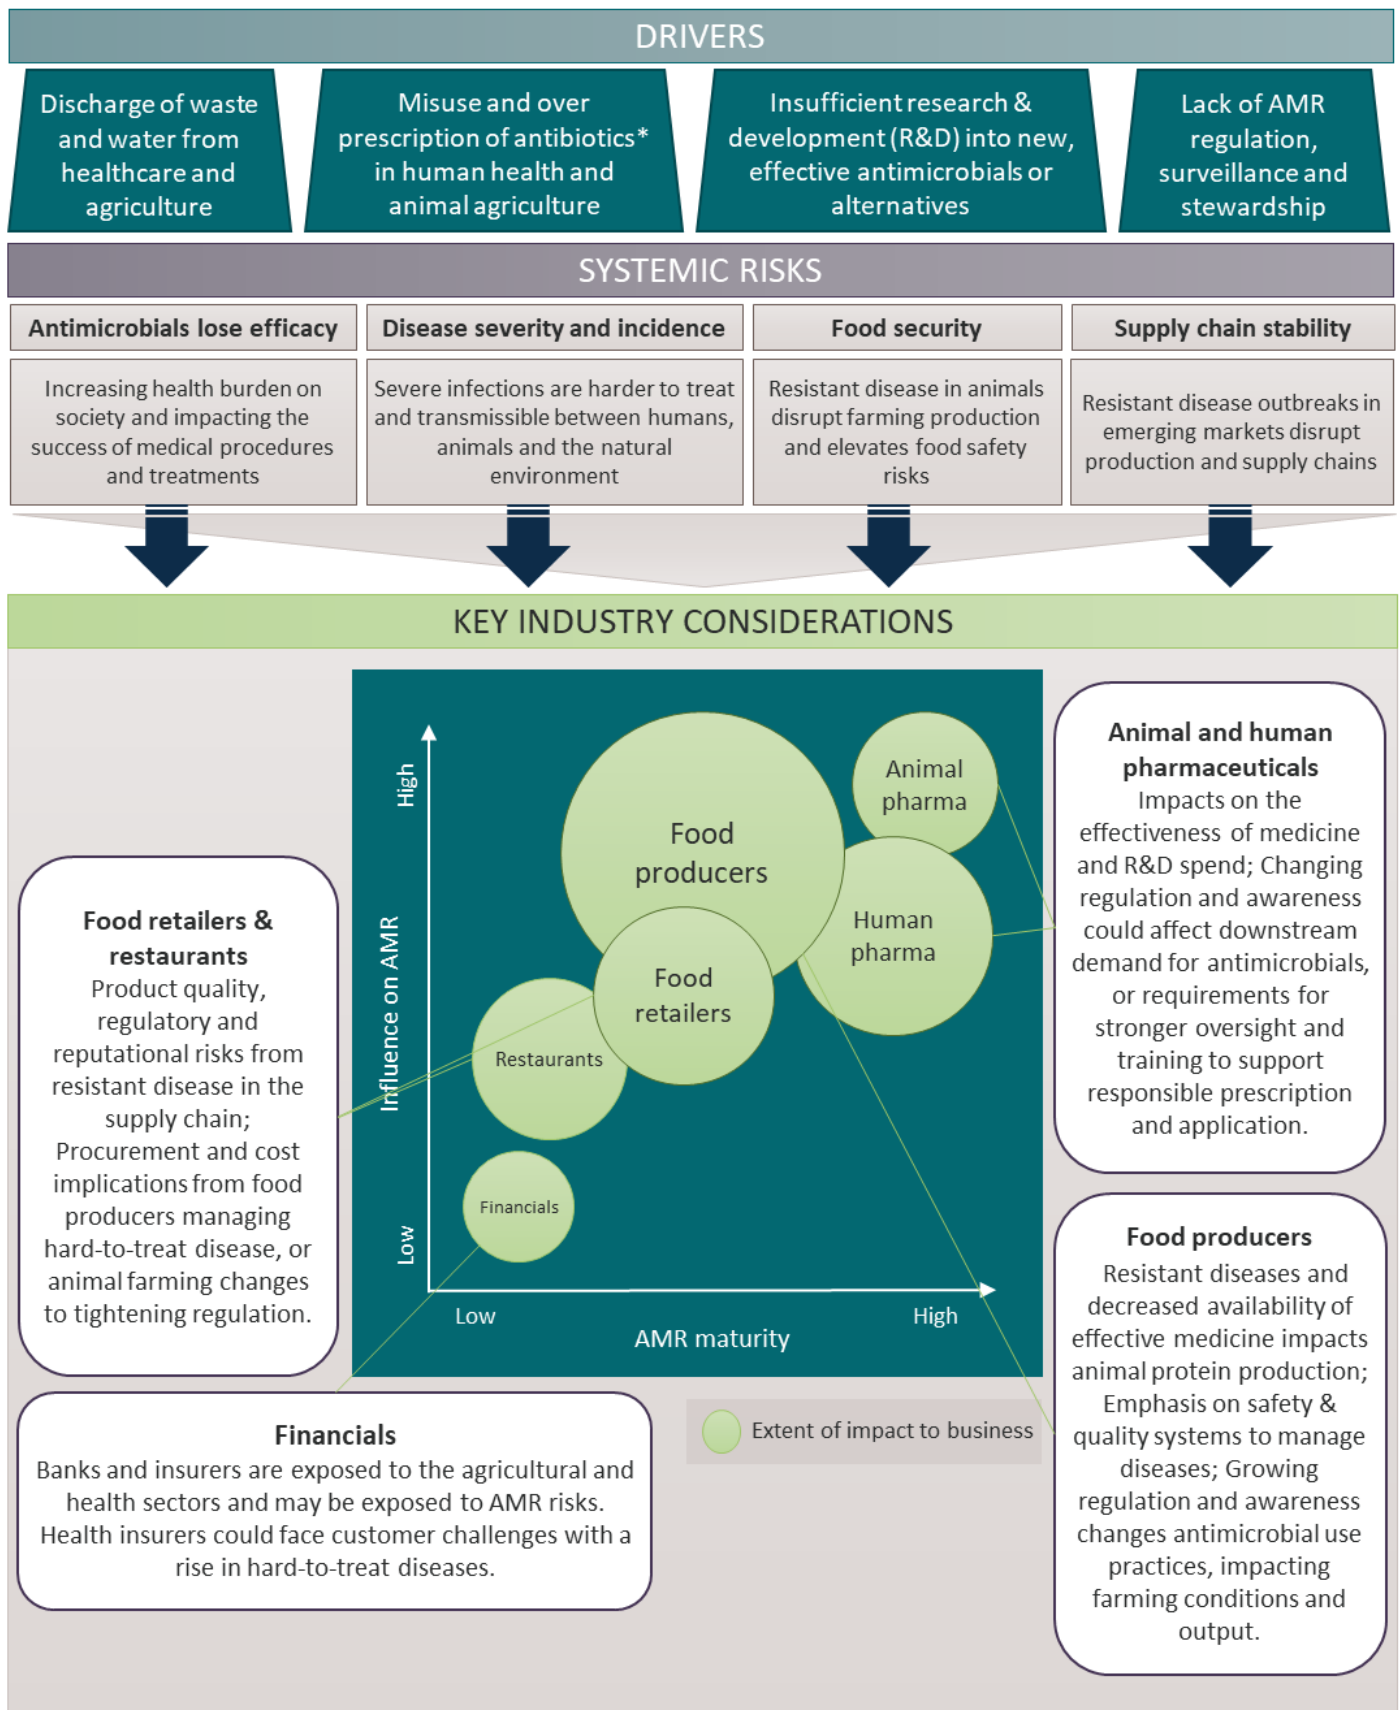 DRIVERS
Discharge of waste
and water from
healthcare and
agriculture
Misuse and over
prescription of antibiotics*
in human health and
animal agriculture
Insufficient research &
development (R&D) into new,
effective antimicrobials or
alternatives
Lack of AMR
regulation,
surveillance and
stewardship
SYSTEMIC RISKS
Antimicrobials lose efficacy
Increasing health burden on
society and impacting the
success of medical procedures
and treatments
Disease severity and incidence
Severe infections are harder to treat
and transmissible between humans,
animals and the natural
environment
Food security
Resistant disease in animals
disrupt farming production
and elevates food safety
risks
Supply chain stability
Resistant disease outbreaks in
emerging markets disrupt
production and supply chains
KEY INDUSTRY CONSIDERATIONS
Food retailers &
restaurants
Product quality,
regulatory and
reputational risks from
resistant disease in the
supply chain;
Procurement and cost
implications from food
producers managing
hard-to-treat disease, or
animal farming changes
to tightening regulation.
High
Influence on AMR
Low
Animal
pharma
Food
producers
Human
pharma
Food
retailers
Restaurants
Financials
Low
High
AMR maturity
Extent of impact to business
Animal and human
pharmaceuticals
Impacts on the
effectiveness of medicine
and R&D spend; Changing
regulation and awareness
could affect downstream
demand for antimicrobials,
or requirements for
stronger oversight and
training to support
responsible prescription
and application.
Food producers
Resistant diseases and
decreased availability of
effective medicine impacts
animal protein production;
Emphasis on safety &
quality systems to manage
diseases; Growing
regulation and awareness
changes antimicrobial use
practices, impacting
farming conditions and
output.
Financials
Banks and insurers are exposed to the agricultural and
health sectors and may be exposed to AMR risks.
Health insurers could face customer challenges with a
rise in hard-to-treat diseases.